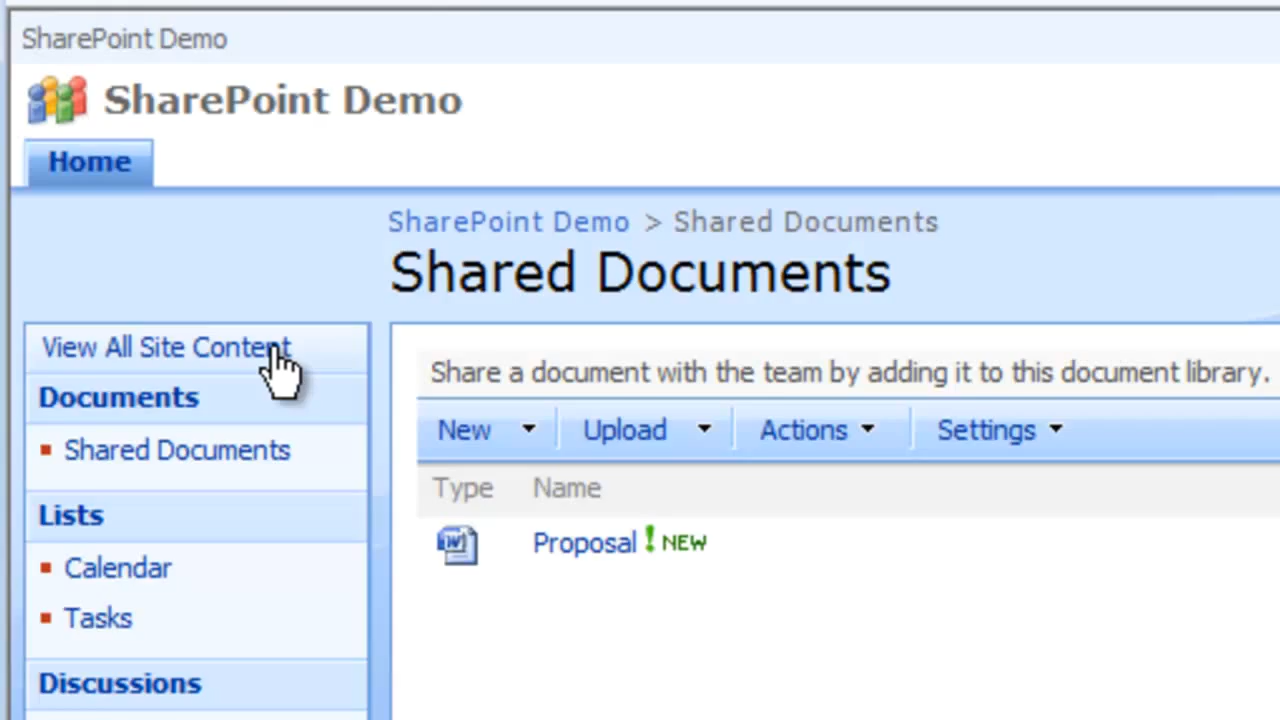 SharePoint Demo
SharePoint Demo
Home
SharePoint Demo > Shared Documents
Shared Documents
View All Site Content
Documents
Shared Documents
Lists
Calendar
Tasks
Discussions
Share a document with the team by adding it to this document library.
New Upload Actions Settings
Type Name
Proposal ! NEW